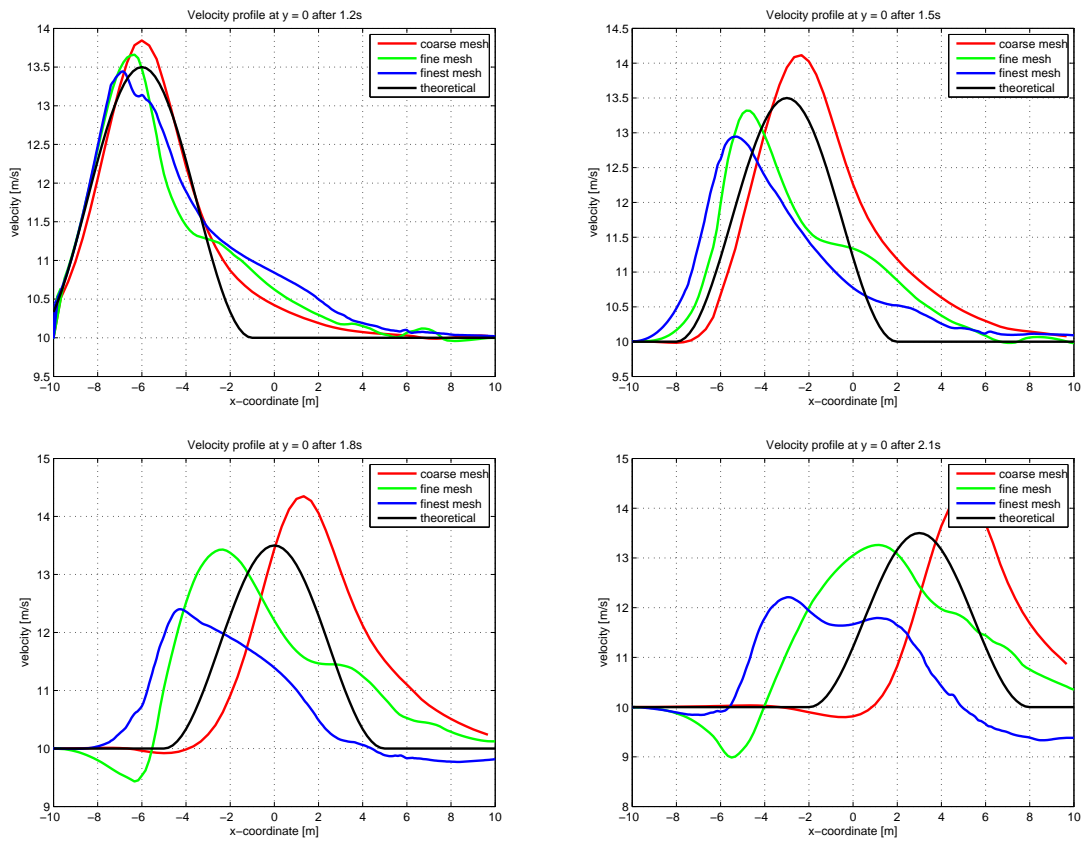 Velocity profile at y = 0 after 1.2s
14
13.5
13
12.5
12
11.5
11
10.5
10
9.5
velocity [m/s]
coarse mesh
fine mesh
finest mesh
theoretical
−10 −8 −6 −4 −2 0 2 4 6 8 10
x−coordinate [m]
Velocity profile at y = 0 after 1.5s
14.5
14
13.5
13
12.5
12
11.5
11
10.5
10
9.5
velocity [m/s]
coarse mesh
fine mesh
finest mesh
theoretical
−10 −8 −6 −4 −2 0 2 4 6 8 10
x−coordinate [m]
Velocity profile at y = 0 after 1.8s
15
14
13
12
11
10
9
velocity [m/s]
coarse mesh
fine mesh
finest mesh
theoretical
−10 −8 −6 −4 −2 0 2 4 6 8 10
x−coordinate [m]
Velocity profile at y = 0 after 2.1s
15
14
13
12
11
10
9
8
velocity [m/s]
coarse mesh
fine mesh
finest mesh
theoretical
−10 −8 −6 −4 −2 0 2 4 6 8 10
x−coordinate [m]